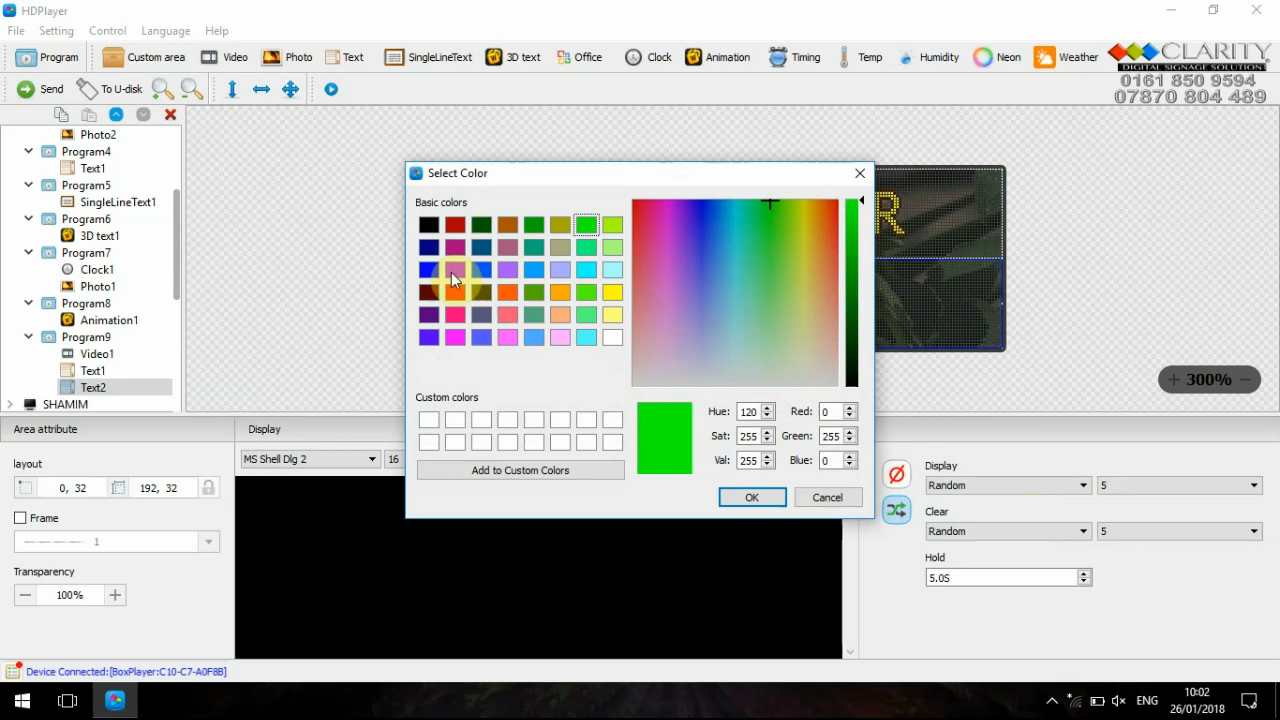 HDPlayer
File Setting Control Language Help
Program Custom area Video Photo Text SingleLineText 3D text Office Clock Animation Timing Temp Humidity Neon Weather
CLARITY
DIGITAL SIGNAGE SOLUTION
0161 850 9594
07870 804 489
Send To U-disk
Photo2
Program4
Text1
Program5
SingleLineText1
Program6
3D text1
Program7
Clock1
Photo1
Program8
Animation1
Program9
Video1
Text1
Text2
SHAMIM
Select Color
Basic colors
Custom colors
Add to Custom Colors
Hue: 120 Red: 0
Sat: 255 Green: 255
Val: 255 Blue: 0
OK Cancel
R
300%
Area attribute
layout
0, 32 192, 32
Frame
1
Transparency
100%
Display
MS Shell Dlg 2 16
Display
Random 5
Clear
Random 5
Hold
5.0S
Device Connected:[BoxPlayer:C10-C7-A0F8B]
ENG
10:02
26/01/2018